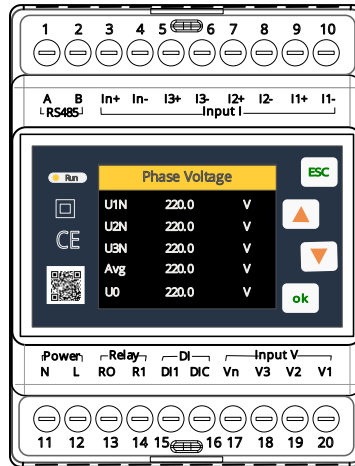 1 2 3 4 5 6 7 8 9 10
A B In+ In- I3+ I3- I2+ I2- I1+ I1-
RS485 Input I
Run
Phase Voltage
ESC
U1N 220.0 V
U2N 220.0 V
U3N 220.0 V
Avg 220.0 V
U0 220.0 V
CE
ok
Power Relay DI Input V
N L RO R1 DI1 DIC Vn V3 V2 V1
11 12 13 14 15 16 17 18 19 20